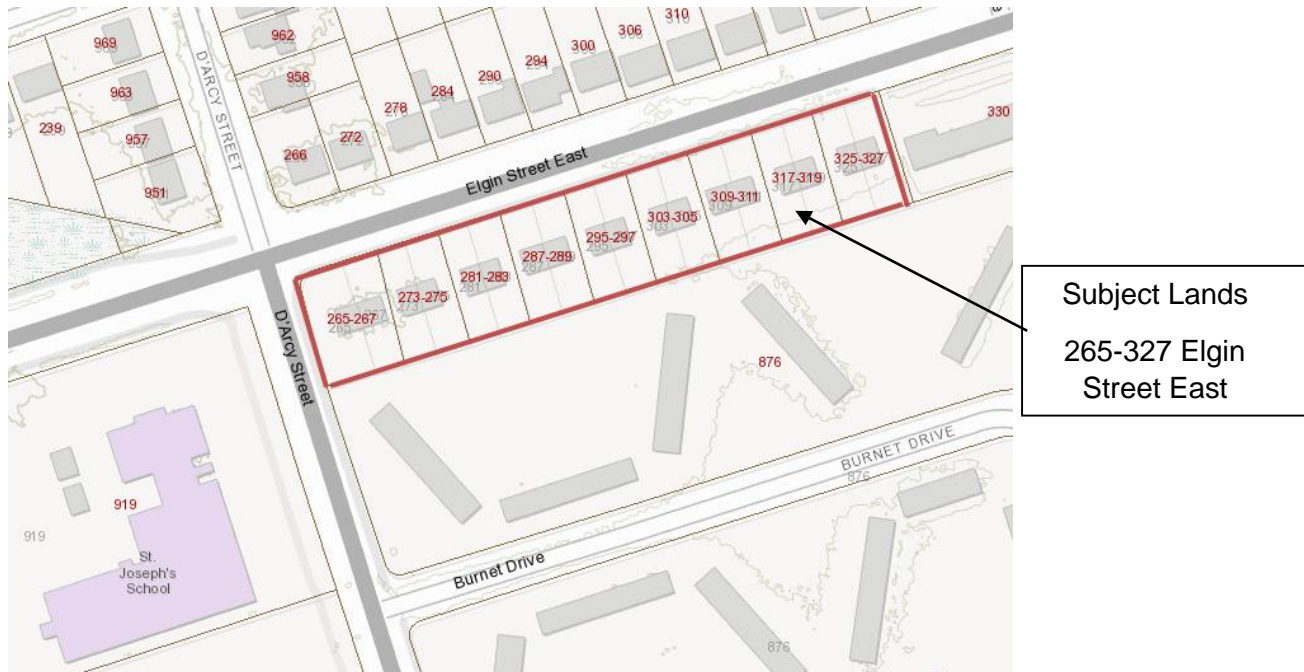 310
306
300
294
290
284
278
272
266
969
963
957
951
239
962
958
D'ARCY STREET
Elgin Street East
330
325-327
317-319
309-311
303-305
295-297
287-289
281-283
273-275
265-267
D'Arcy Street
876
BURNET DRIVE
876
Burnet Drive
876
919
919
St.
Joseph's
School
Subject Lands
265-327 Elgin
Street East